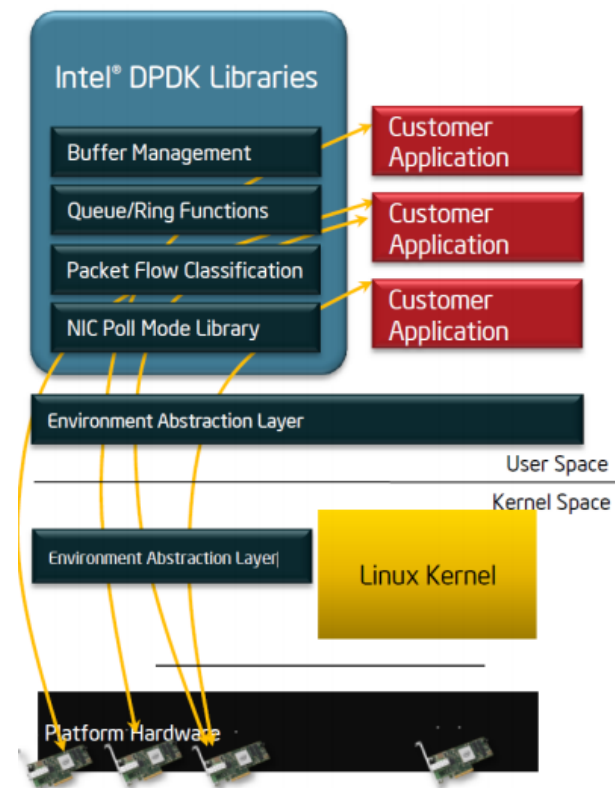 Intel® DPDK Libraries
Buffer Management
Queue/Ring Functions
Packet Flow Classification
NIC Poll Mode Library
Customer
Application
Customer
Application
Customer
Application
Environment Abstraction Layer
User Space
Kernel Space
Environment Abstraction Layer
Linux Kernel
Platform Hardware